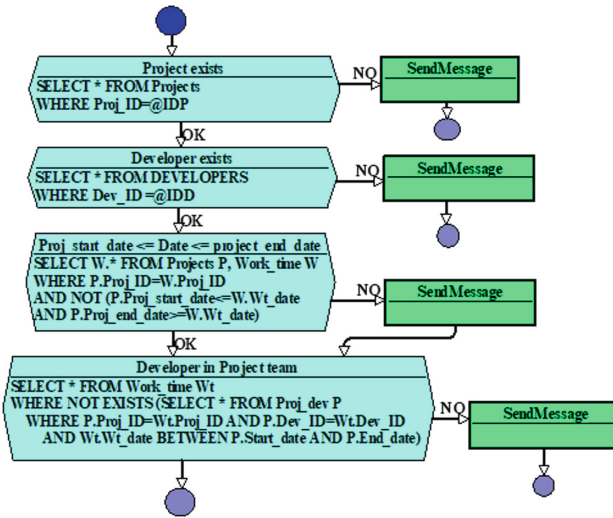 Project exists
SELECT * FROM Projects
WHERE Proj_ID=@IDP
NO
SendMessage
OK
Developer exists
SELECT * FROM DEVELOPERS
WHERE Dev_ID =@IDD
NO
SendMessage
OK
Proj_start_date <= Date <= project_end_date
SELECT W.* FROM Projects P, Work_time W
WHERE P.Proj_ID=W.Proj_ID
AND NOT (P.Proj_start_date<=W.Wt_date
AND P.Proj_end_date>=W.Wt_date)
NO
SendMessage
OK
Developer in Project team
SELECT * FROM Work_time Wt
WHERE NOT EXISTS (SELECT * FROM Proj_dev P
WHERE P.Proj_ID=Wt.Proj_ID AND P.Dev_ID=Wt.Dev_ID
AND Wt.Wt_date BETWEEN P.Start_date AND P.End_date)
NO
SendMessage